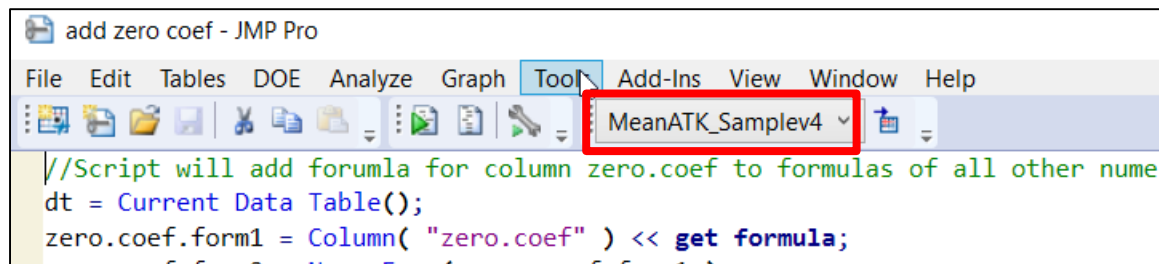 add zero coef - JMP Pro
File Edit Tables DOE Analyze Graph Tools Add-Ins View Window Help
MeanATK_Samplev4
//Script will add forumla for column zero.coef to formulas of all other nume
dt = Current Data Table();
zero.coef.form1 = Column( "zero.coef" ) << get formula;